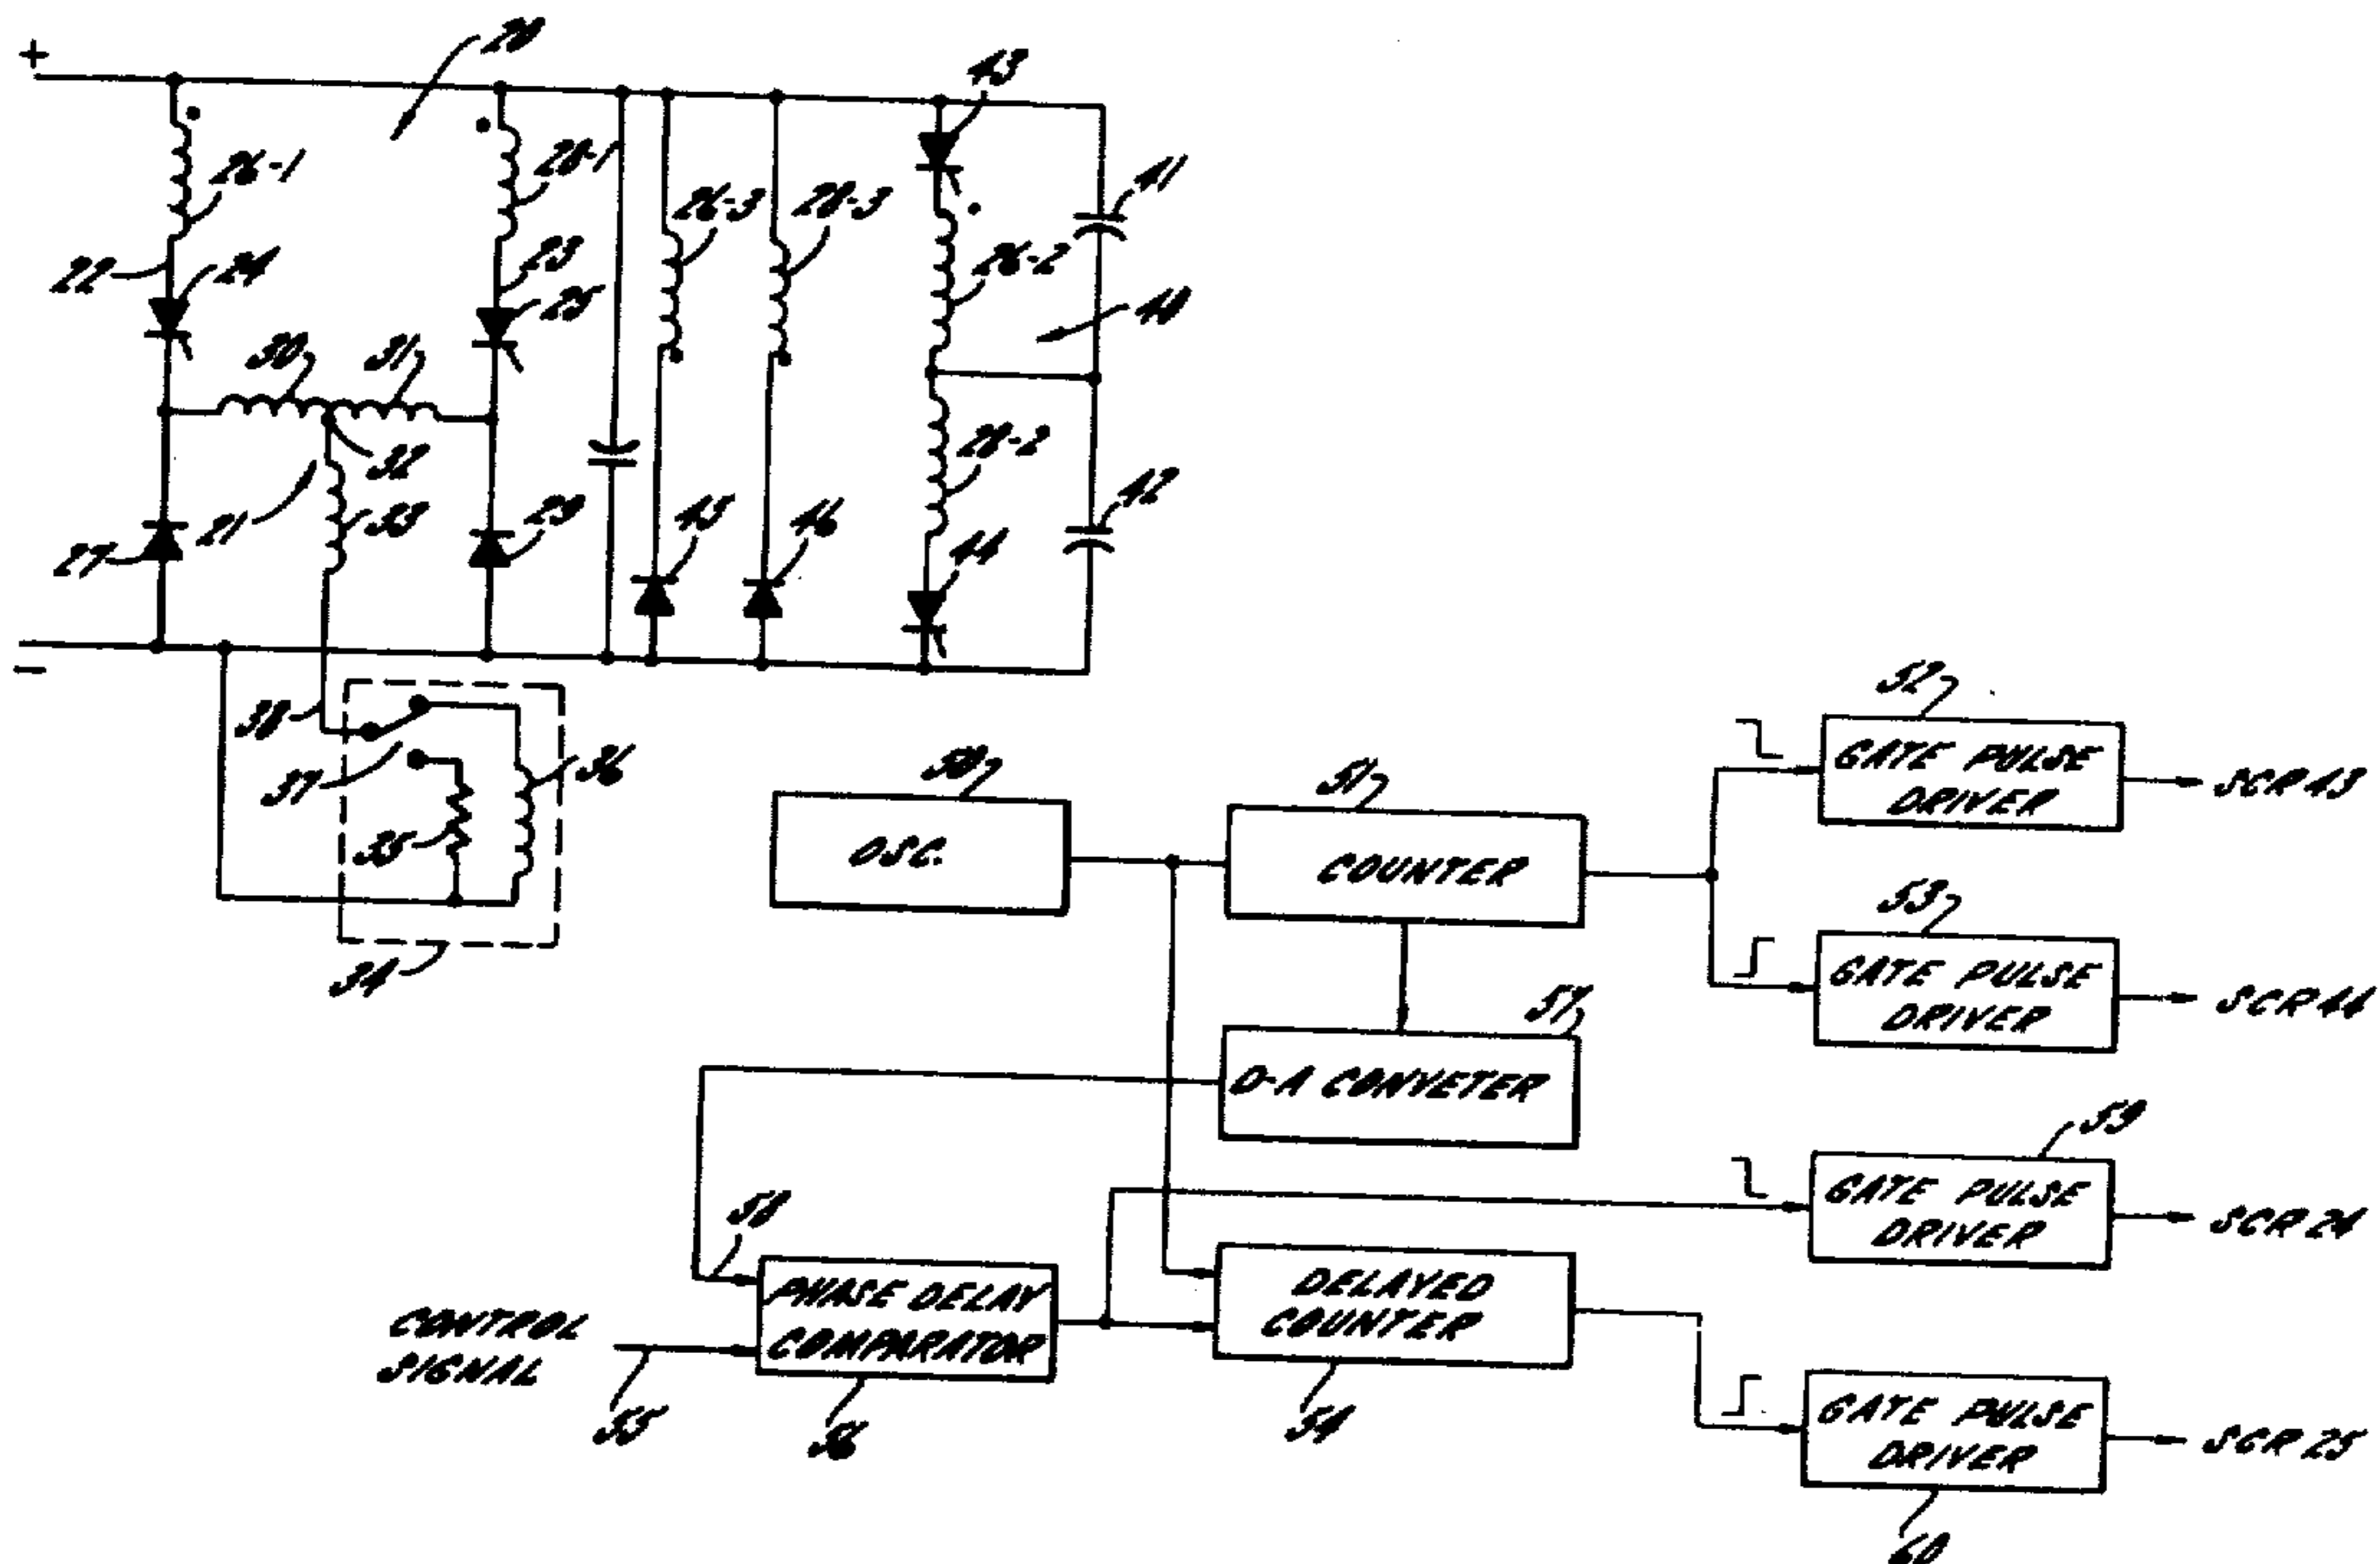 +
20
43
26-1
28-1
41
26-3
28-3
22
24
23
25
26-2
40
30
31
32
28-2
42
21
33
29
45
46
44
27
-
38
37
36
35
34
50
OSC.
51
COUNTER
52
GATE PULSE
DRIVER
SCR 43
53
GATE PULSE
DRIVER
SCR 44
57
D-A CONVETER
59
GATE PULSE
DRIVER
SCR 24
58
CONTROL
SIGNAL
55
PHASE DELAY
COMPARATOR
56
DELAYED
COUNTER
54
GATE PULSE
DRIVER
SCR 25
60